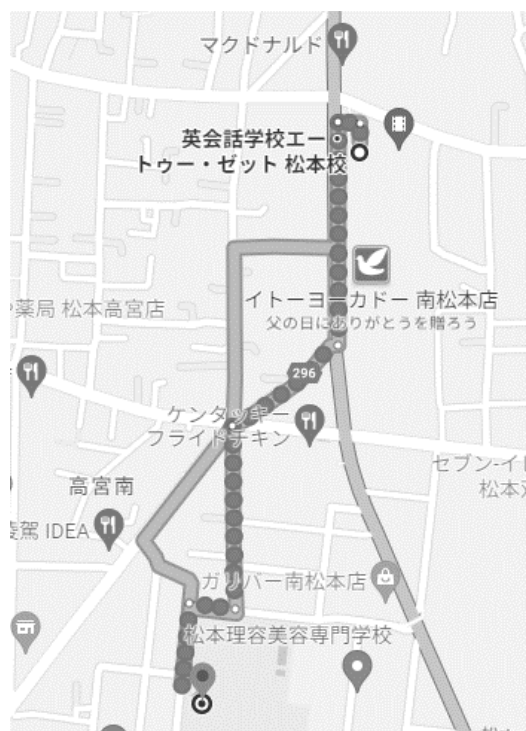 マクドナルド
英会話学校エー
トゥー・ゼット 松本校
イトーヨーカドー 南松本店
父の日にありがとうを贈ろう
薬局 松本高宮店
296
ケンタッキー
フライドチキン
セブン-イレ
松本
高宮南
IDEA
ガリバー南松本店
松本理容美容専門学校